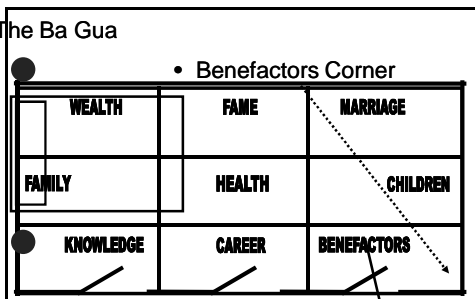 The Ba Gua
• Benefactors Corner
WEALTH FAME MARRIAGE
FAMILY HEALTH CHILDREN
KNOWLEDGE CAREER BENEFACTORS